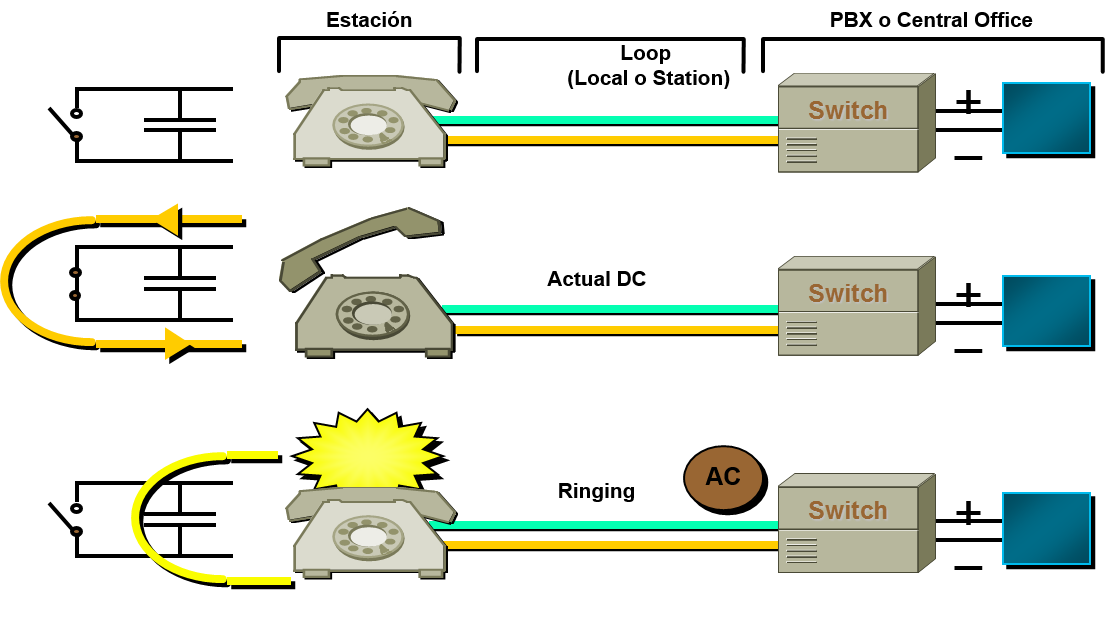 Estación
PBX o Central Office
Loop
(Local o Station)
Switch
+
−
Actual DC
Switch
+
−
Ringing
AC
Switch
+
−